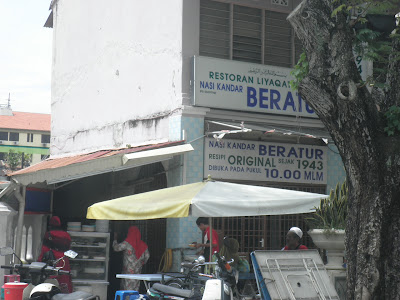 RESTORAN LIYAQAT
NASI KANDAR BERATUR
NASI KANDAR BERATUR
RESIPI ORIGINAL SEJAK 1943
DIBUKA PADA PUKUL 10.00 MLM